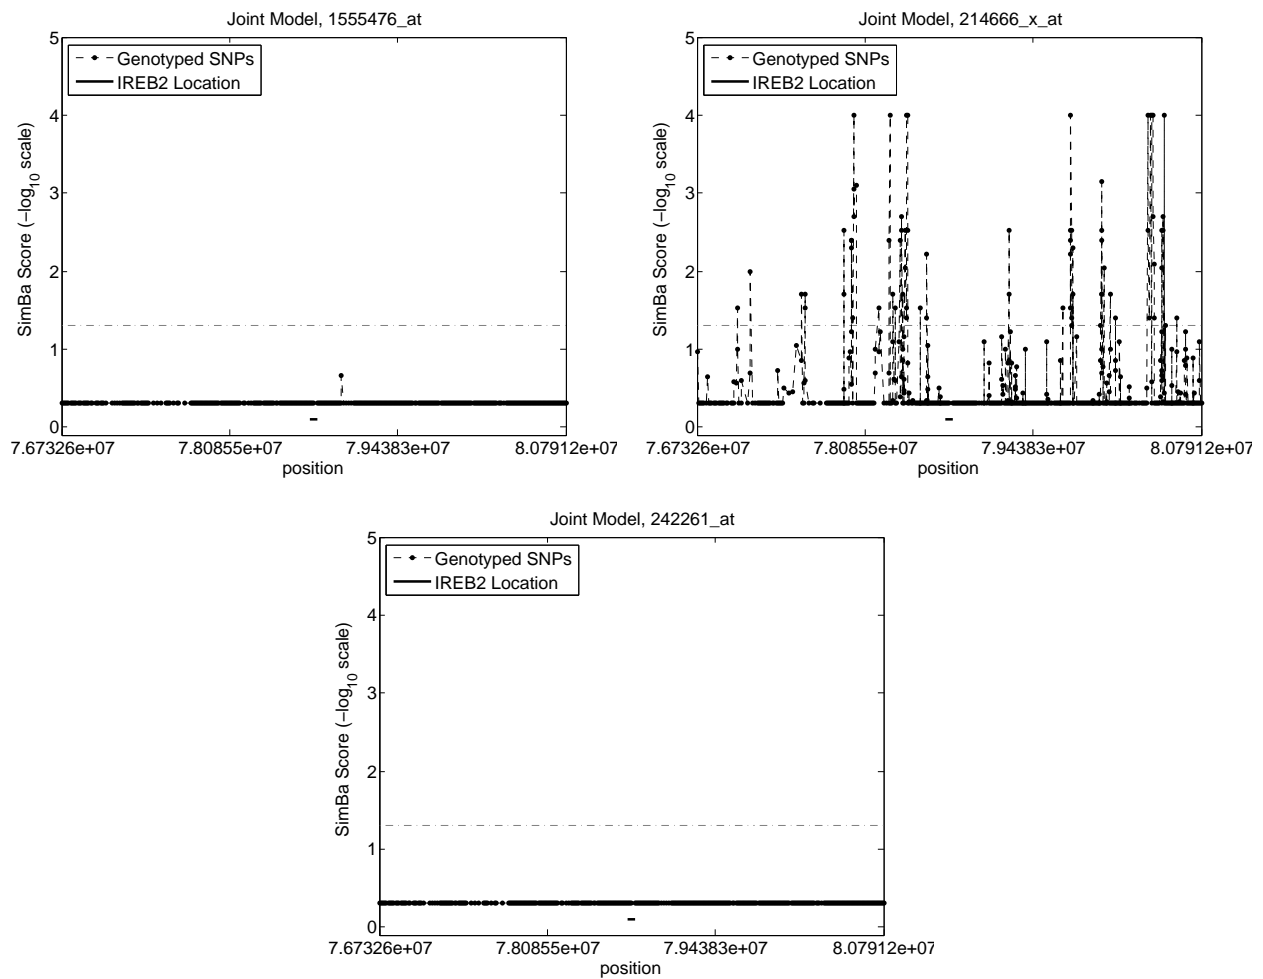 Joint Model, 1555476_at
5
Genotyped SNPs
IREB2 Location
4
3
2
1
0
SimBa Score (−log10 scale)
7.67326e+07 7.80855e+07 7.94383e+07 8.07912e+07
position
Joint Model, 214666_x_at
5
Genotyped SNPs
IREB2 Location
4
3
2
1
0
SimBa Score (−log10 scale)
7.67326e+07 7.80855e+07 7.94383e+07 8.07912e+07
position
Joint Model, 242261_at
5
Genotyped SNPs
IREB2 Location
4
3
2
1
0
SimBa Score (−log10 scale)
7.67326e+07 7.80855e+07 7.94383e+07 8.07912e+07
position